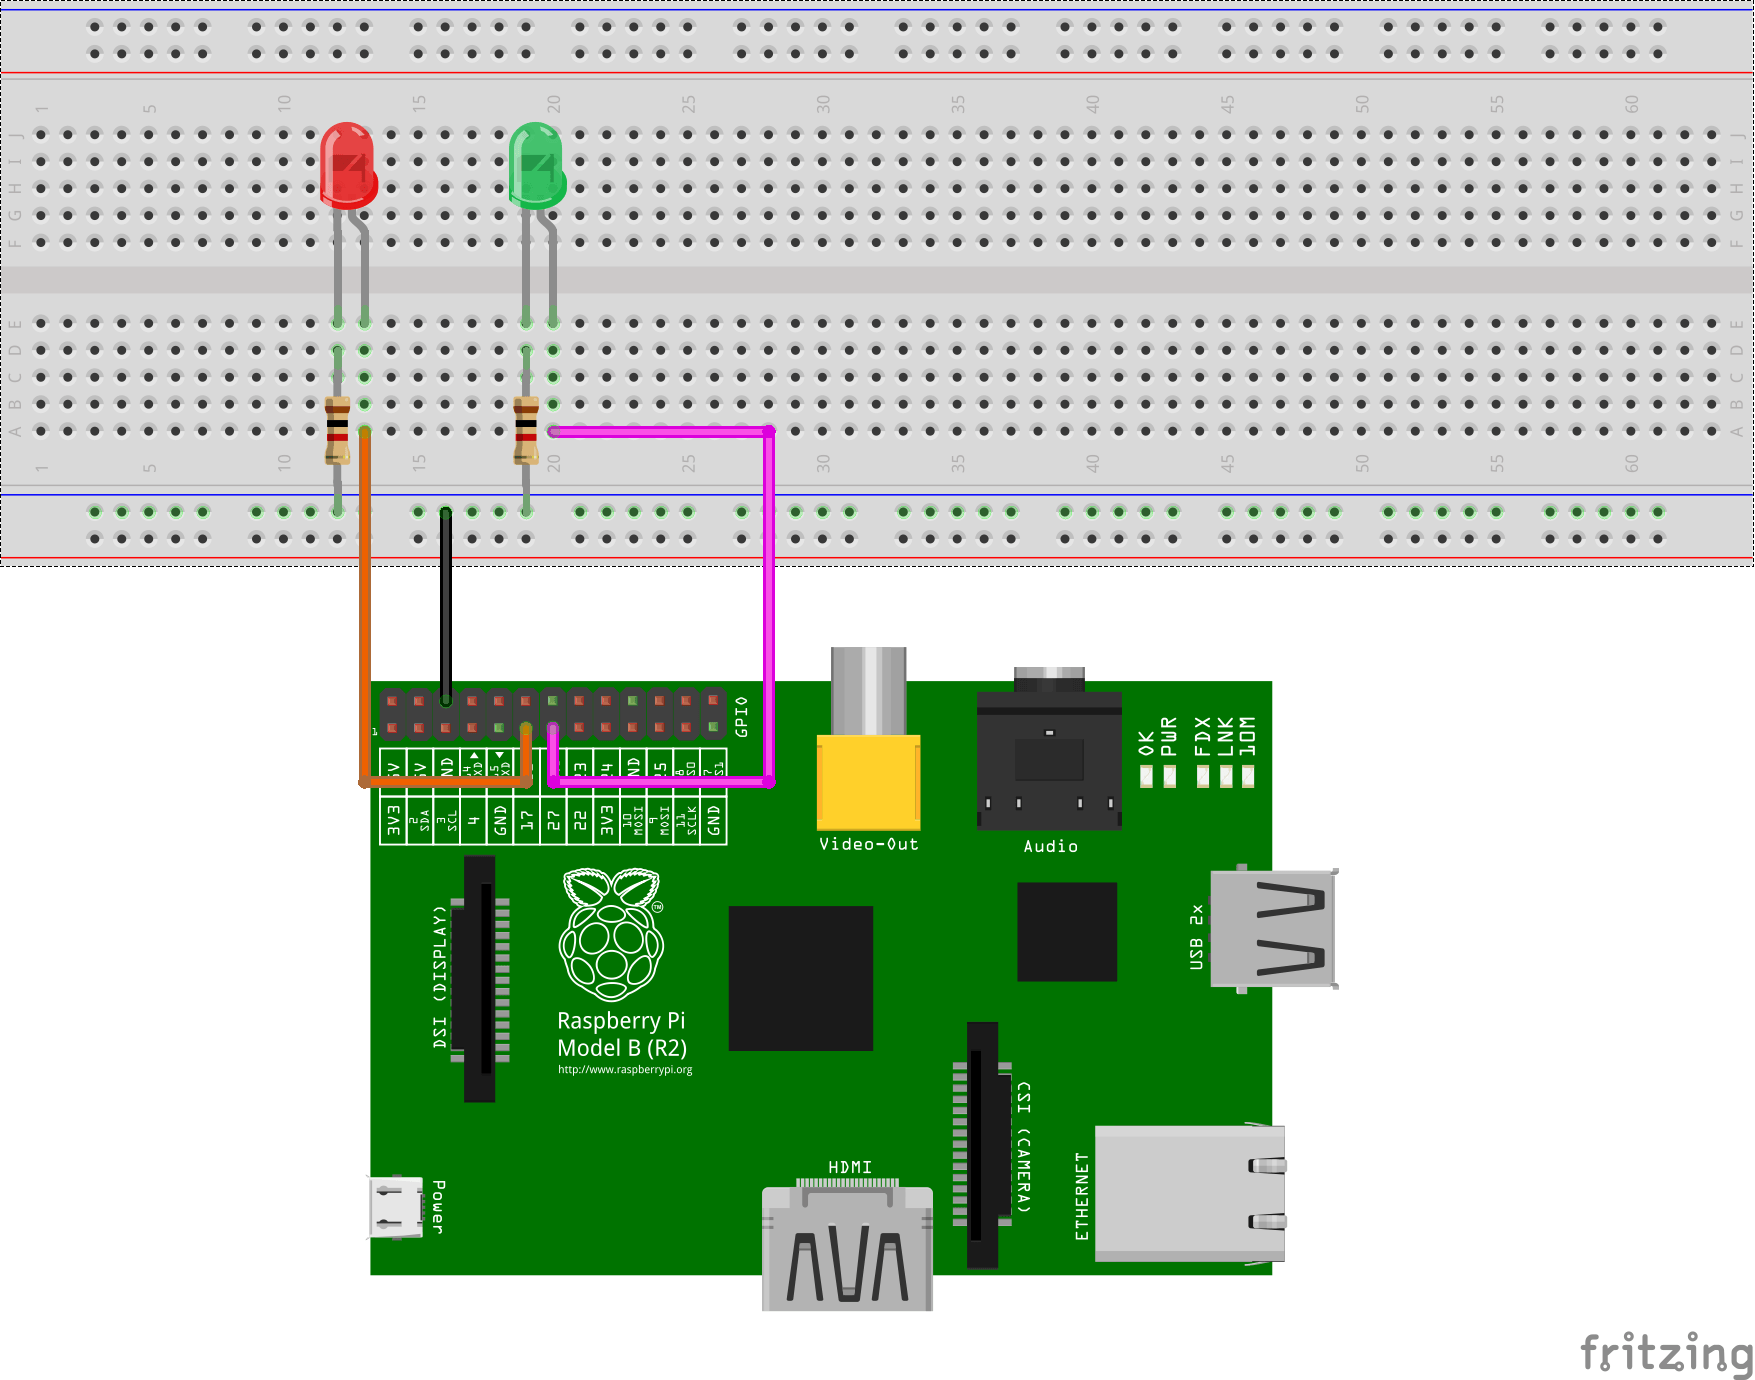 1 5 10 15 20 25 30 35 40 45 50 55 60
J J
I I
H H
G G
F F
E E
D D
C C
B B
A A
1 5 10 15 20 25 30 35 40 45 50 55 60
GPIO
1
3V3 2 SDA 3 SCL 4 GND 17 27 22 3V3 10 MOSI 9 MOSI 11 SCLK GND
Video-Out
Audio
OK PWR FDX LNK 10M
USB 2x
DSI (DISPLAY)
TM
Raspberry Pi
Model B (R2)
http://www.raspberrypi.org
CSI (CAMERA)
ETHERNET
HDMI
Power
fritzing